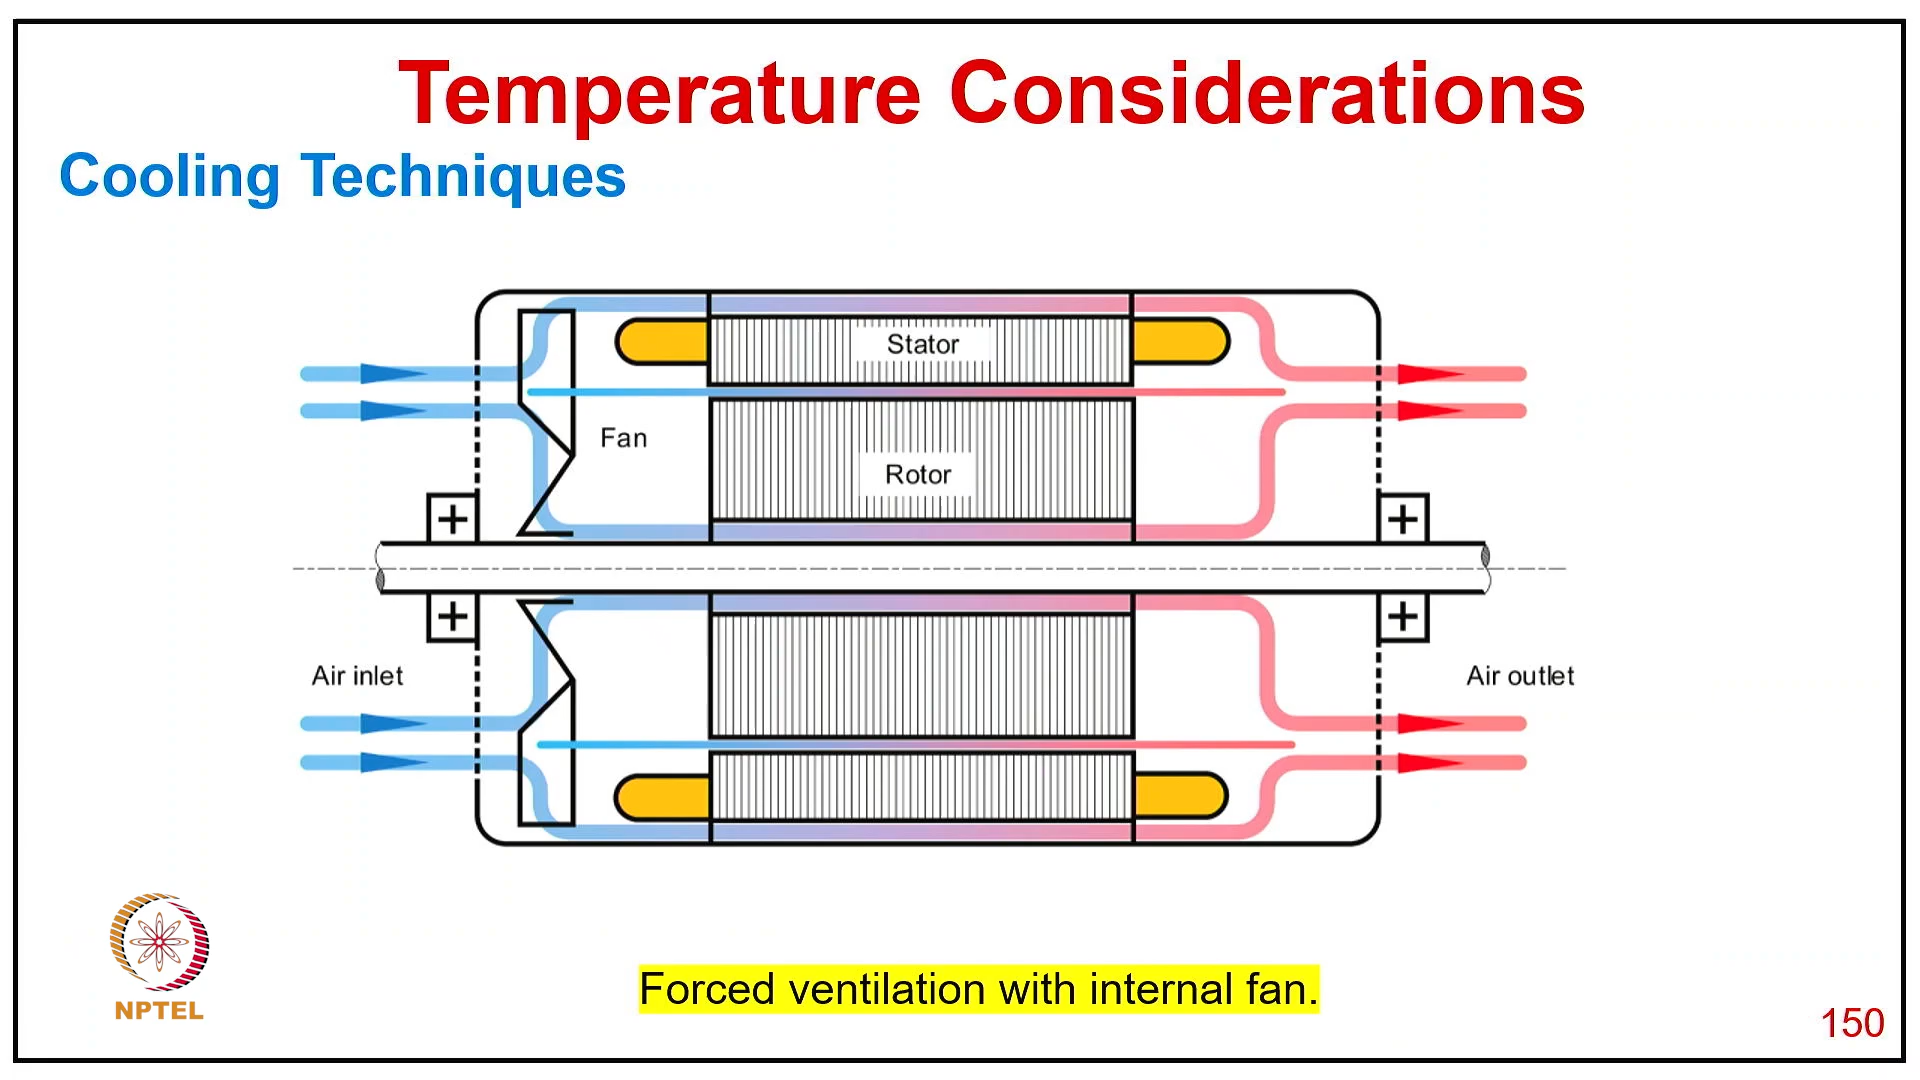 Temperature Considerations
Cooling Techniques
Stator
Fan
Rotor
Air inlet
Air outlet
NPTEL
Forced ventilation with internal fan.
150